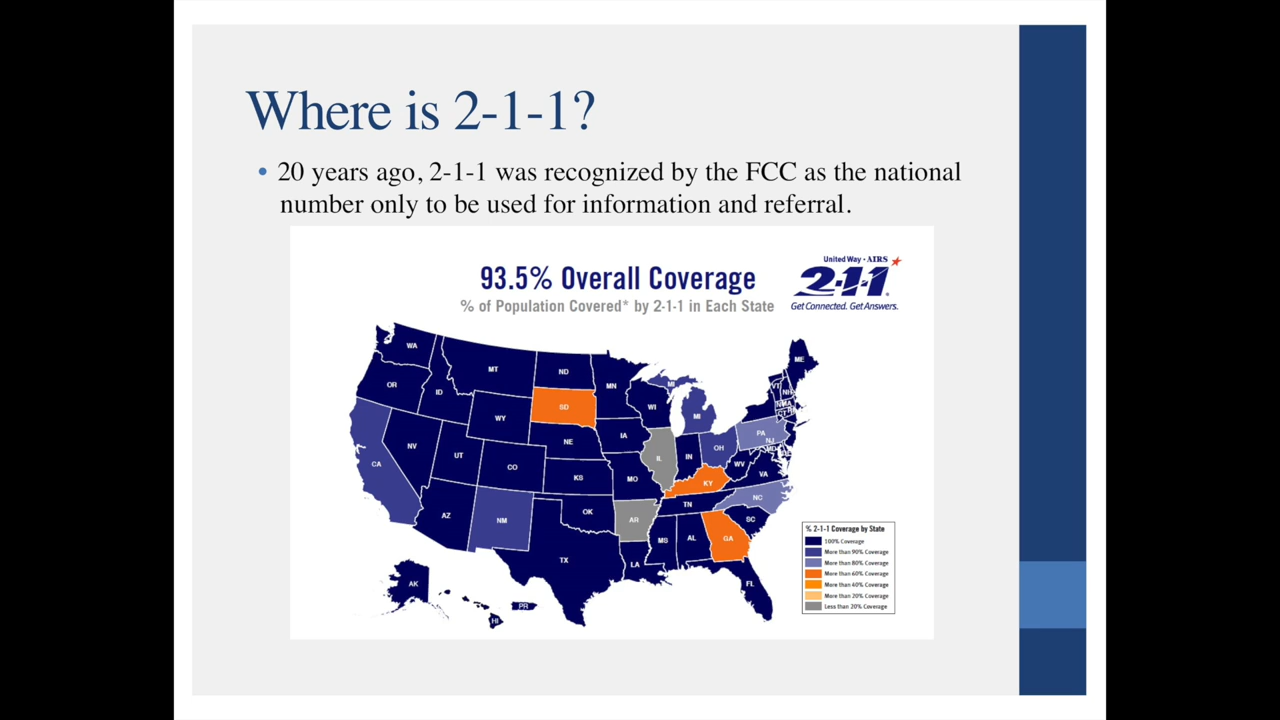 Where is 2-1-1?
• 20 years ago, 2-1-1 was recognized by the FCC as the national
number only to be used for information and referral.
93.5% Overall Coverage
% of Population Covered* by 2-1-1 in Each State
United Way • AIRS
2-1-1®
Get Connected. Get Answers.
WA
MT
ND
MN
ME
OR
ID
WY
SD
WI
MI
MI
VT
NH
MA
CT
NV
UT
CO
NE
IA
IL
IN
OH
PA
NJ
CA
KS
MO
KY
WV
VA
AZ
NM
OK
AR
TN
NC
SC
TX
LA
MS
AL
GA
FL
AK
HI
PR
% 2-1-1 Coverage by State
100% Coverage
More than 90% Coverage
More than 80% Coverage
More than 60% Coverage
More than 40% Coverage
More than 20% Coverage
Less than 20% Coverage